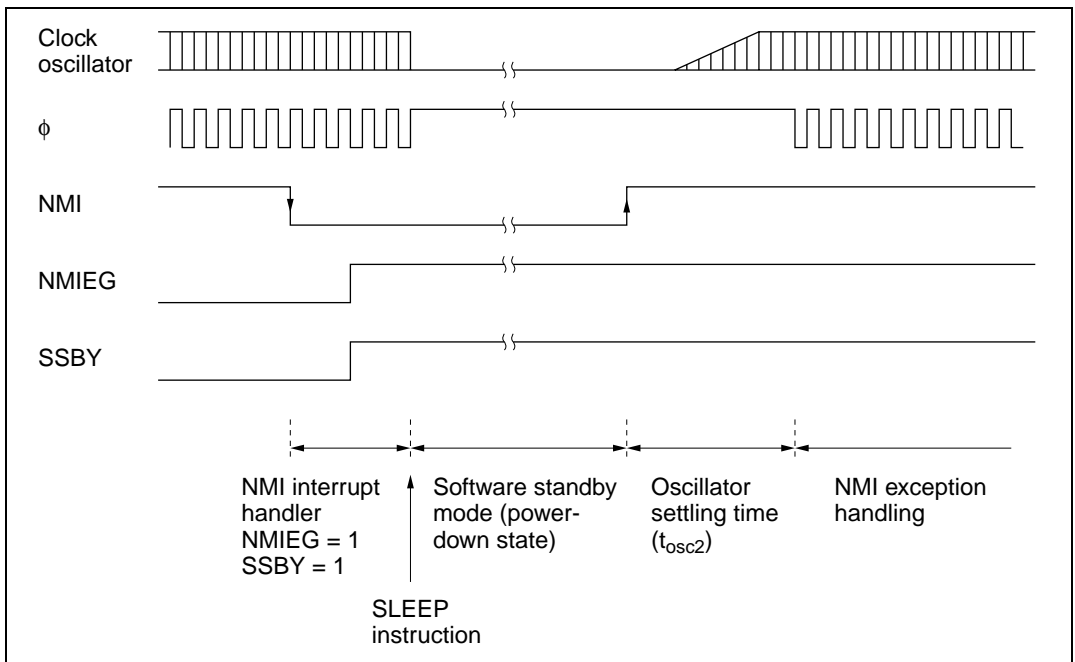 Clock
oscillator
φ
NMI
NMIEG
SSBY
NMI interrupt
handler
NMIEG = 1
SSBY = 1
Software standby
mode (power-
down state)
Oscillator
settling time
(tosc2)
NMI exception
handling
SLEEP
instruction